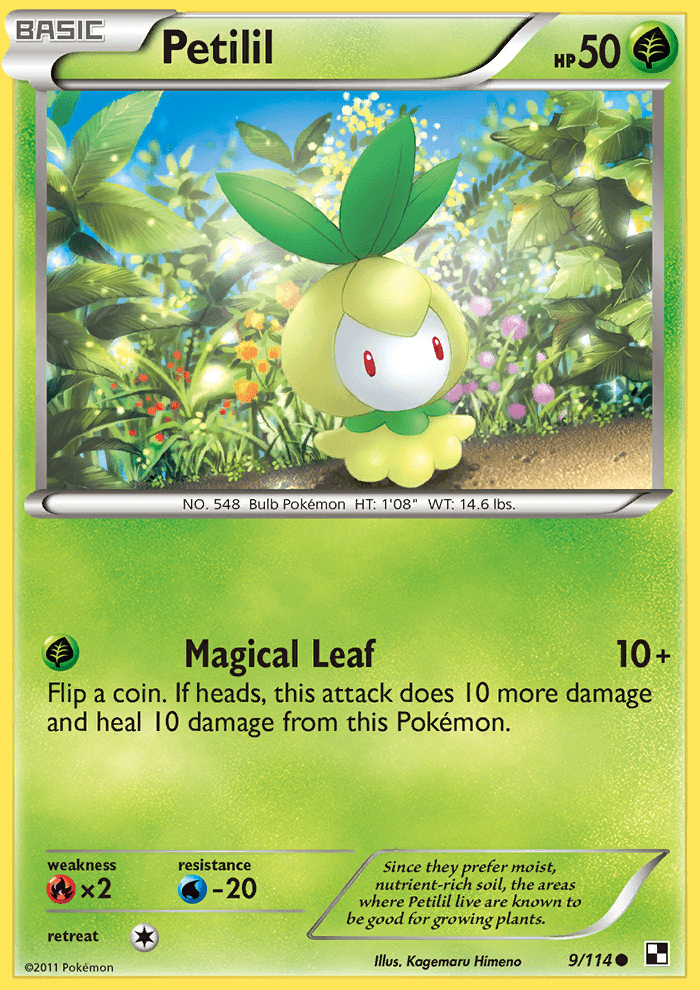 BASIC
Petilil
HP50
NO. 548 Bulb Pokémon HT: 1'08" WT: 14.6 lbs.
Magical Leaf 10+
Flip a coin. If heads, this attack does 10 more damage
and heal 10 damage from this Pokémon.
weakness
×2
resistance
-20
retreat
Since they prefer moist,
nutrient-rich soil, the areas
where Petilil live are known to
be good for growing plants.
©2011 Pokémon
Illus. Kagemaru Himeno
9/114